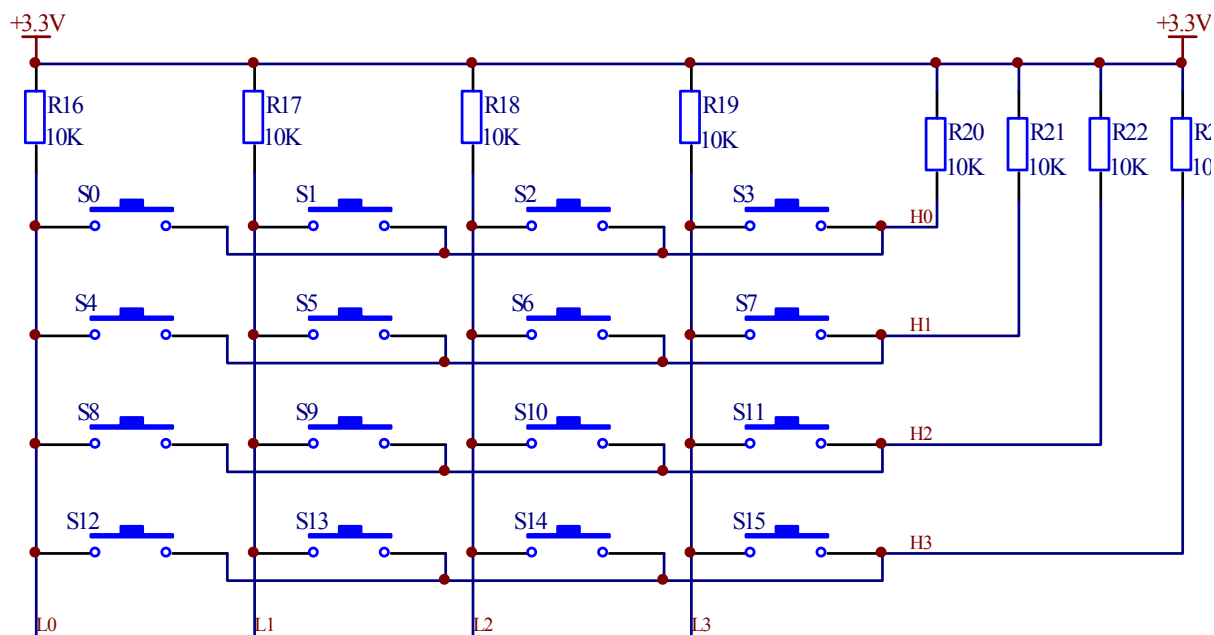 +3.3V +3.3V
R16 R17 R18 R19
10K 10K 10K 10K
R20 R21 R22
10K 10K 10K
S0 S1 S2 S3
H0
S4 S5 S6 S7
H1
S8 S9 S10 S11
H2
S12 S13 S14 S15
H3
L0 L1 L2 L3